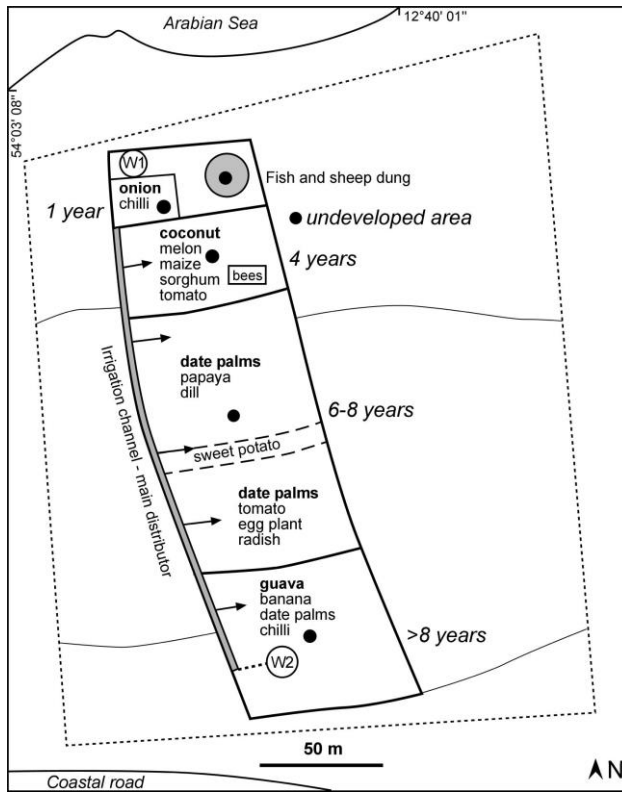 Arabian Sea
12°40' 01"
54°03' 08"
W1
Fish and sheep dung
onion
chilli
1 year
undeveloped area
coconut
melon
maize
sorghum
tomato
bees
4 years
Irrigation channel - main distributor
date palms
papaya
dill
6-8 years
sweet potato
date palms
tomato
egg plant
radish
guava
banana
date palms
chilli
>8 years
W2
50 m
N
Coastal road